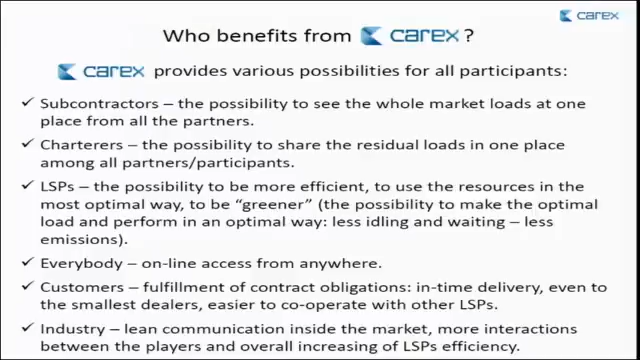 carex
Who benefits from carex ?
carex provides various possibilities for all participants:
✓ Subcontractors – the possibility to see the whole market loads at one
place from all the partners.
✓ Charterers – the possibility to share the residual loads in one place
among all partners/participants.
✓ LSPs – the possibility to be more efficient, to use the resources in the
most optimal way, to be “greener” (the possibility to make the optimal
load and perform in an optimal way: less idling and waiting – less
emissions).
✓ Everybody – on-line access from anywhere.
✓ Customers – fulfillment of contract obligations: in-time delivery, even to
the smallest dealers, easier to co-operate with other LSPs.
✓ Industry – lean communication inside the market, more interactions
between the players and overall increasing of LSPs efficiency.